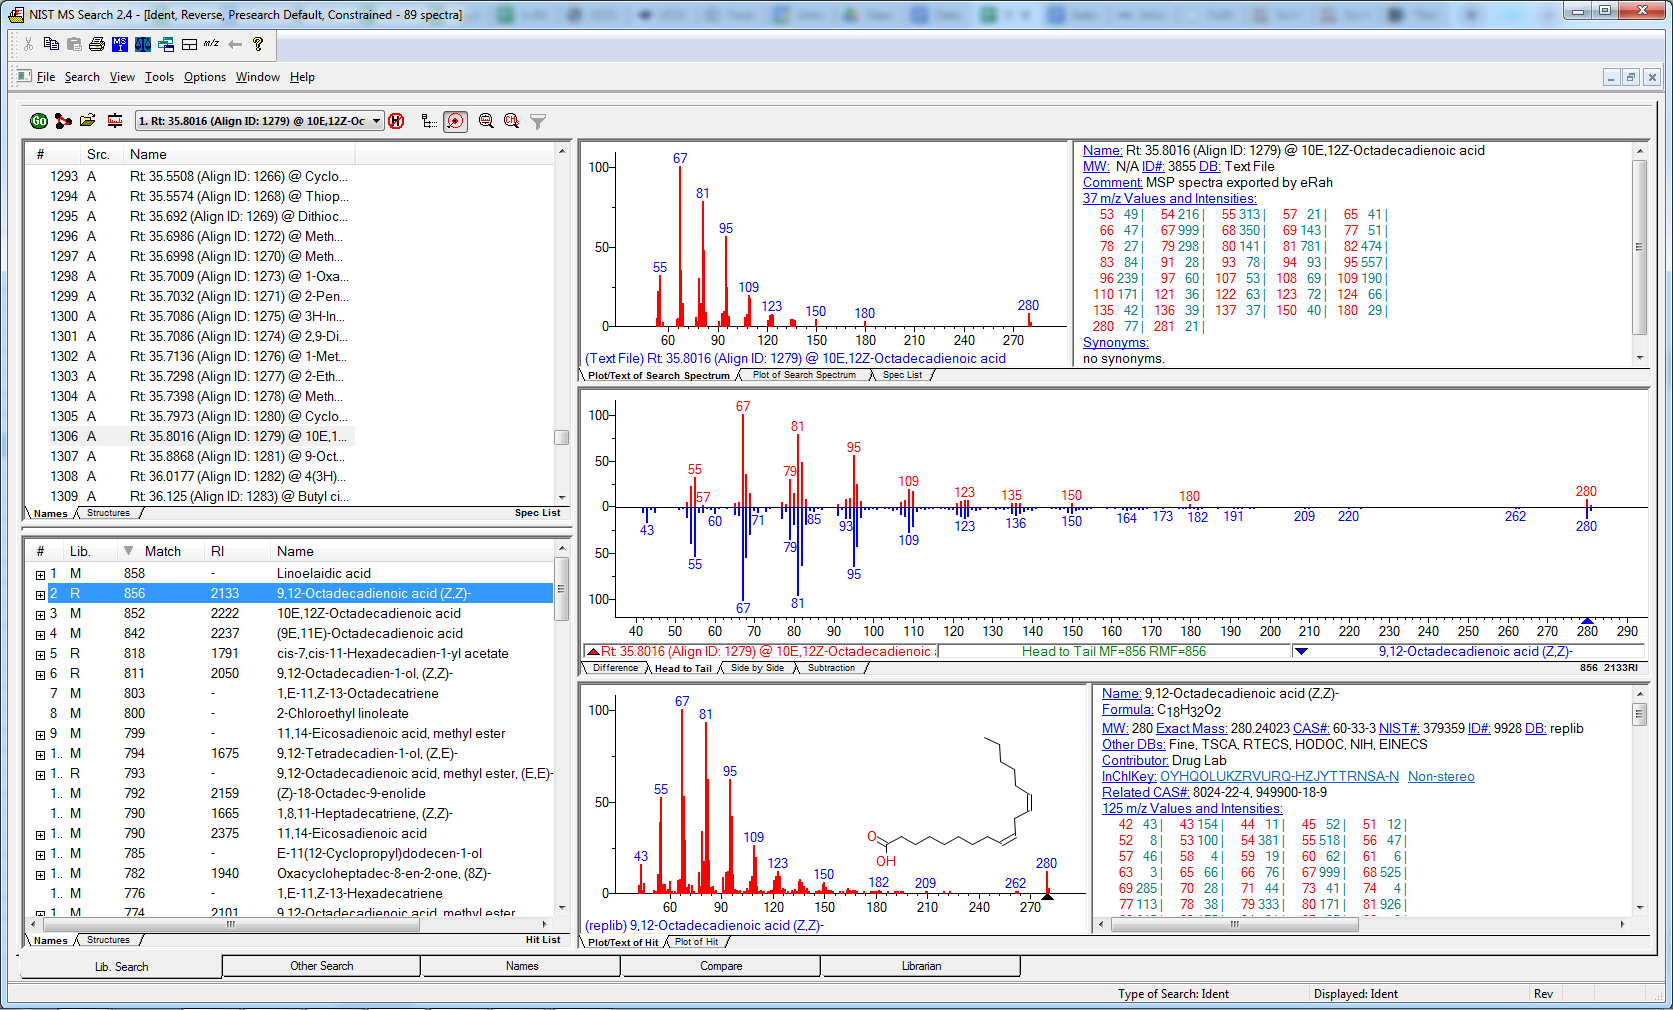 NIST MS Search 2.4 - [Ident, Reverse, Presearch Default, Constrained - 89 spectra]
File Search View Tools Options Window Help
1. Rt: 35.8016 (Align ID: 1279) @ 10E,12Z-Oc
# Src. Name
1293 A Rt: 35.5508 (Align ID: 1266) @ Cyclo...
1294 A Rt: 35.5574 (Align ID: 1268) @ Thiop...
1295 A Rt: 35.692 (Align ID: 1269) @ Dithioc...
1296 A Rt: 35.6986 (Align ID: 1272) @ Meth...
1297 A Rt: 35.6998 (Align ID: 1270) @ Meth...
1298 A Rt: 35.7009 (Align ID: 1273) @ 1-Oxa...
1299 A Rt: 35.7032 (Align ID: 1271) @ 2-Pen...
1300 A Rt: 35.7086 (Align ID: 1275) @ 3H-In...
1301 A Rt: 35.7086 (Align ID: 1274) @ 2,9-Di...
1302 A Rt: 35.7136 (Align ID: 1276) @ 1-Met...
1303 A Rt: 35.7298 (Align ID: 1277) @ 2-Eth...
1304 A Rt: 35.7398 (Align ID: 1278) @ Meth...
1305 A Rt: 35.7973 (Align ID: 1280) @ Cyclo...
1306 A Rt: 35.8016 (Align ID: 1279) @ 10E,1...
1307 A Rt: 35.8868 (Align ID: 1281) @ 9-Oct...
1308 A Rt: 36.0177 (Align ID: 1282) @ 4(3H)...
1309 A Rt: 36.125 (Align ID: 1283) @ Butyl ci...
Names Structures Spec List
# Lib. Match RI Name
1 M 858 - Linoelaidic acid
2 R 856 2133 9,12-Octadecadienoic acid (Z,Z)-
3 M 852 2222 10E,12Z-Octadecadienoic acid
4 M 842 2237 (9E,11E)-Octadecadienoic acid
5 R 818 1791 cis-7,cis-11-Hexadecadien-1-yl acetate
6 R 811 2050 9,12-Octadecadien-1-ol, (Z,Z)-
7 M 803 - 1,E-11,Z-13-Octadecatriene
8 M 800 - 2-Chloroethyl linoleate
9 M 799 - 11,14-Eicosadienoic acid, methyl ester
1.. M 794 1675 9,12-Tetradecadien-1-ol, (Z,E)-
1.. R 793 - 9,12-Octadecadienoic acid, methyl ester, (E,E)-
1.. M 792 2159 (Z)-18-Octadec-9-enolide
1.. M 790 1665 1,8,11-Heptadecatriene, (Z,Z)-
1.. M 790 2375 11,14-Eicosadienoic acid
1.. M 785 - E-11(12-Cyclopropyl)dodecen-1-ol
1.. M 782 1940 Oxacycloheptadec-8-en-2-one, (8Z)-
1.. M 776 - 1,E-11,Z-13-Hexadecatriene
1.. M 774 2101 9,12-Octadecadienoic acid, methyl ester
Names Structures Hit List
100 50 0
67 81 95 55 109 123 150 180 280
60 90 120 150 180 210 240 270
(Text File) Rt: 35.8016 (Align ID: 1279) @ 10E,12Z-Octadecadienoic acid
Plot/Text of Search Spectrum Plot of Search Spectrum Spec List
Name: Rt: 35.8016 (Align ID: 1279) @ 10E,12Z-Octadecadienoic acid
MW: N/A ID#: 3855 DB: Text File
Comment: MSP spectra exported by eRah
37 m/z Values and Intensities:
53 49| 54 216| 55 313| 57 21| 65 41|
66 47| 67 999| 68 350| 69 143| 77 51|
78 27| 79 298| 80 141| 81 781| 82 474|
83 84| 91 28| 93 78| 94 93| 95 557|
96 239| 97 60| 107 53| 108 69| 109 190|
110 171| 121 36| 122 63| 123 72| 124 66|
135 42| 136 39| 137 37| 150 40| 180 29|
280 77| 281 21|
Synonyms:
no synonyms.
100 50 0 50 100
67 81 95 79 55 57 109 123 135 150 180 280
43 55 60 67 71 79 81 85 93 95 109 123 136 150 164 173 182 191 209 220 262 280
40 50 60 70 80 90 100 110 120 130 140 150 160 170 180 190 200 210 220 230 240 250 260 270 280 290
Rt: 35.8016 (Align ID: 1279) @ 10E,12Z-Octadecadienoic Head to Tail MF=856 RMF=856 9,12-Octadecadienoic acid (Z,Z)-
Difference Head to Tail Side by Side Subtraction 856 2133RI
100 50 0
67 81 95 55 109 43 123 150 182 209 262 280
O OH
60 90 120 150 180 210 240 270
(replib) 9,12-Octadecadienoic acid (Z,Z)-
Plot/Text of Hit Plot of Hit
Name: 9,12-Octadecadienoic acid (Z,Z)-
Formula: C18H32O2
MW: 280 Exact Mass: 280.24023 CAS#: 60-33-3 NIST#: 379359 ID#: 9928 DB: replib
Other DBs: Fine, TSCA, RTECS, HODOC, NIH, EINECS
Contributor: Drug Lab
InChIKey: OYHQOLUKZRVURQ-HZJYTTRNSA-N Non-stereo
Related CAS#: 8024-22-4, 949900-18-9
125 m/z Values and Intensities:
42 43| 43 154| 44 11| 45 52| 51 12|
52 8| 53 100| 54 381| 55 518| 56 47|
57 46| 58 4| 59 19| 60 62| 61 6|
63 3| 65 66| 66 76| 67 999| 68 525|
69 285| 70 28| 71 44| 73 41| 74 4|
77 113| 78 38| 79 333| 80 171| 81 926|
Lib. Search Other Search Names Compare Librarian
Type of Search: Ident Displayed: Ident Rev